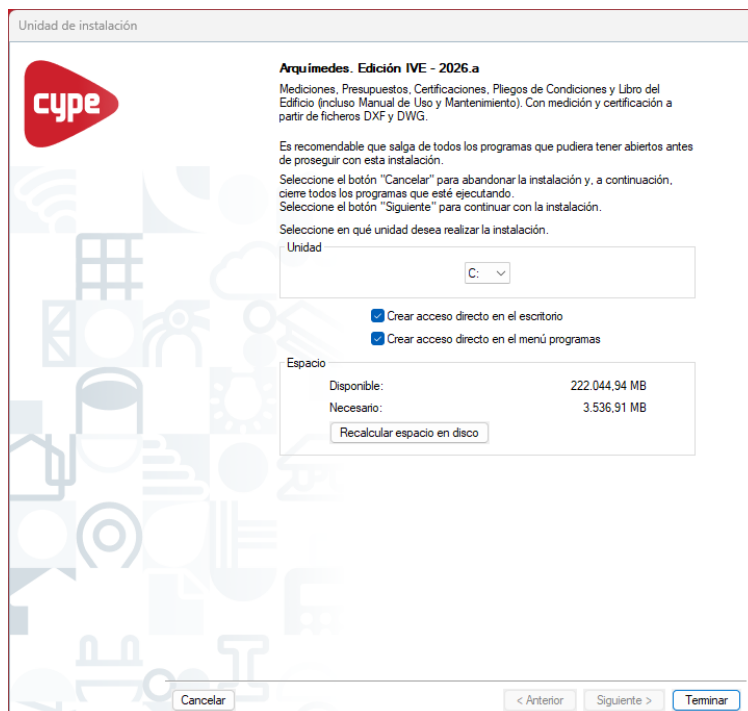 Unidad de instalación
cype
Arquímedes. Edición IVE - 2026.a
Mediciones, Presupuestos, Certificaciones, Pliegos de Condiciones y Libro del
Edificio (incluso Manual de Uso y Mantenimiento). Con medición y certificación a
partir de ficheros DXF y DWG.
Es recomendable que salga de todos los programas que pudiera tener abiertos antes
de proseguir con esta instalación.
Seleccione el botón "Cancelar" para abandonar la instalación y, a continuación,
cierre todos los programas que esté ejecutando.
Seleccione el botón "Siguiente" para continuar con la instalación.
Seleccione en qué unidad desea realizar la instalación.
Unidad
C:
Crear acceso directo en el escritorio
Crear acceso directo en el menú programas
Espacio
Disponible: 222.044,94 MB
Necesario: 3.536,91 MB
Recalcular espacio en disco
Cancelar < Anterior Siguiente > Terminar